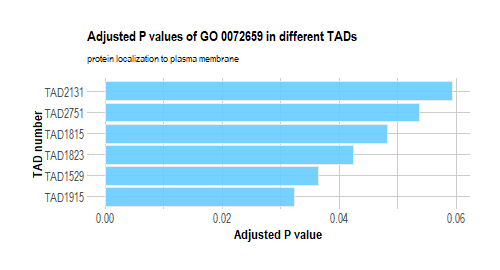 Adjusted P values of GO 0072659 in different TADs
protein localization to plasma membrane
TAD number
TAD2131
TAD2751
TAD1815
TAD1823
TAD1529
TAD1915
0.00 0.02 0.04 0.06
Adjusted P value